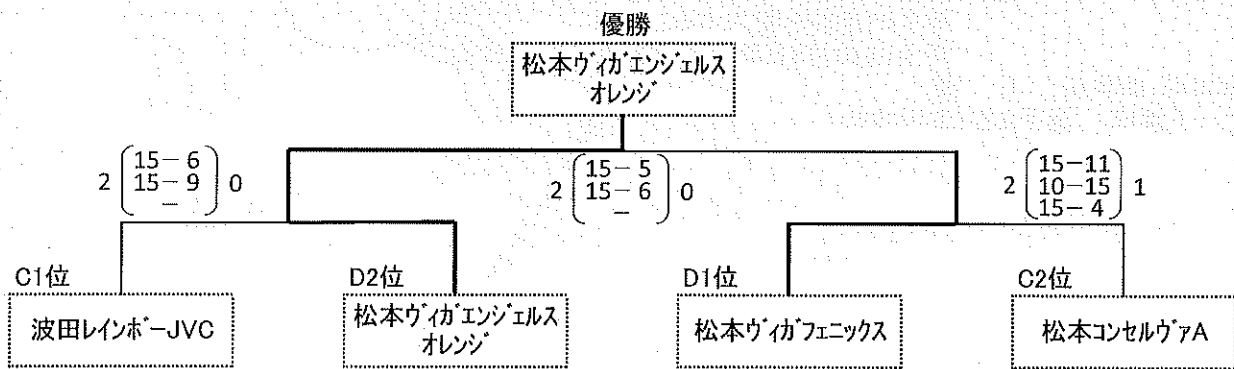 優勝
松本ヴィガエンジェルス
オレンジ
2 15－6 0
15－9
－
2 15－5 0
15－6
－
2 15－11 1
10－15
15－4
C1位
D2位
D1位
C2位
波田レインボーJVC
松本ヴィガエンジェルス
オレンジ
松本ヴィガフェニックス
松本コンセルヴァA